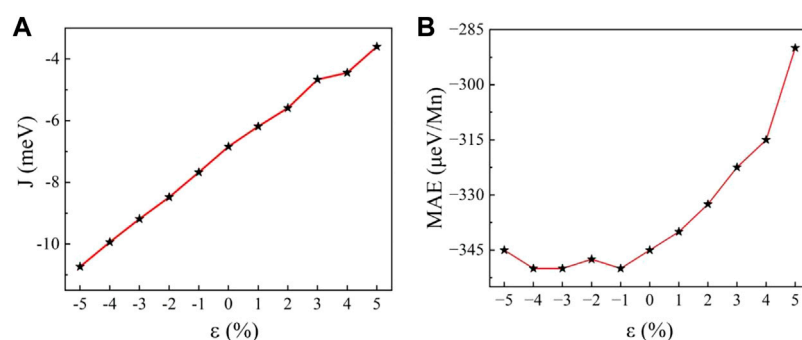 A
J (meV)
-4
-6
-8
-10
-5 -4 -3 -2 -1 0 1 2 3 4 5
ε (%)
B
MAE (μeV/Mn)
−285
−300
−315
−330
−345
−5 −4 −3 −2 −1 0 1 2 3 4 5
ε (%)